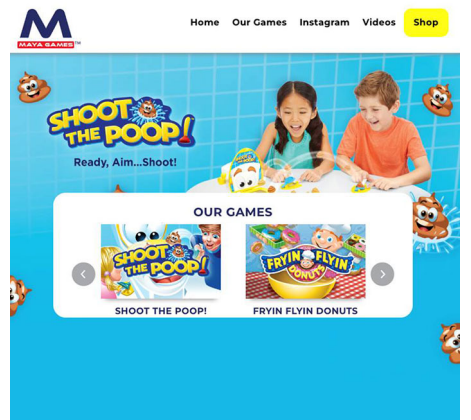 M
MAYA GAMES™
Home Our Games Instagram Videos Shop
SHOOT
THE POOP!
Ready, Aim...Shoot!
OUR GAMES
SHOOT
THE POOP!
FRYIN FLYIN
DONUTS
SHOOT THE POOP!
FRYIN FLYIN DONUTS